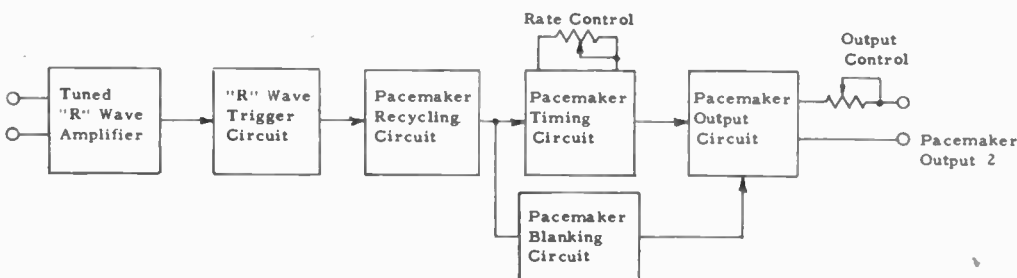 Rate Control
Output
Control
Tuned
"R" Wave
Amplifier
"R" Wave
Trigger
Circuit
Pacemaker
Recycling
Circuit
Pacemaker
Timing
Circuit
Pacemaker
Output
Circuit
Pacemaker
Output 2
Pacemaker
Blanking
Circuit